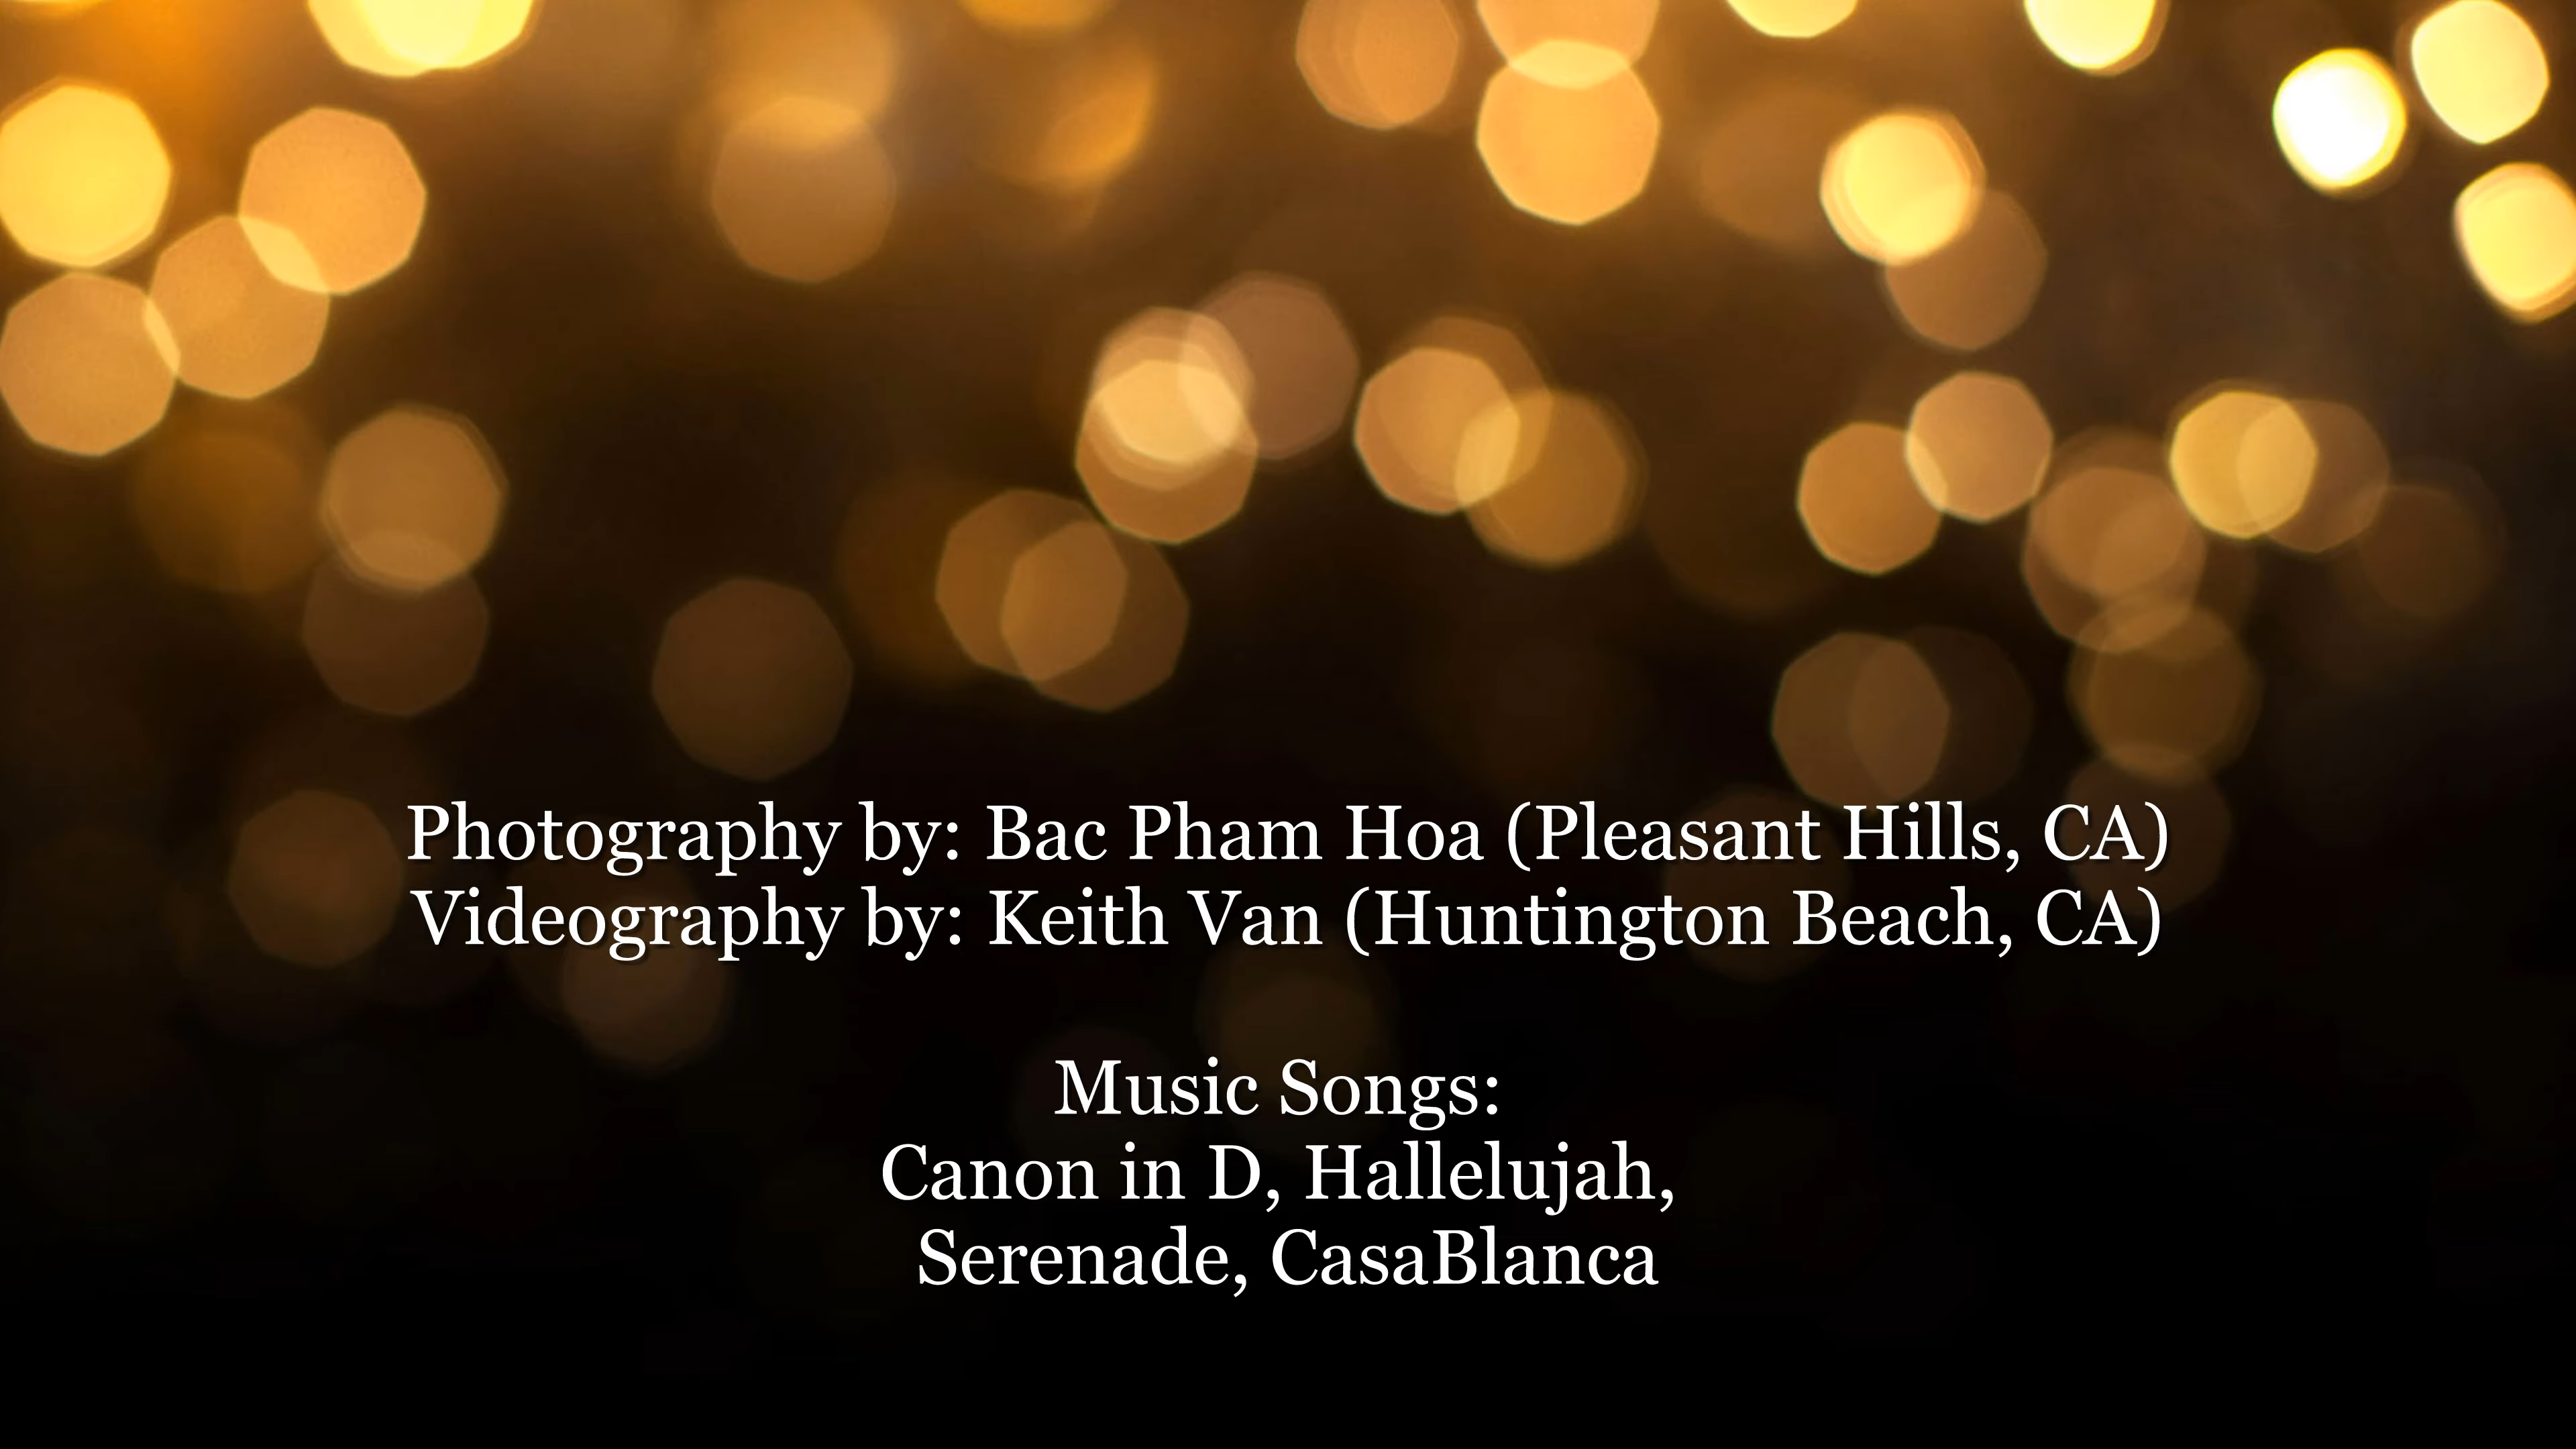 Photography by: Bac Pham Hoa (Pleasant Hills, CA)
Videography by: Keith Van (Huntington Beach, CA)
Music Songs:
Canon in D, Hallelujah,
Serenade, CasaBlanca